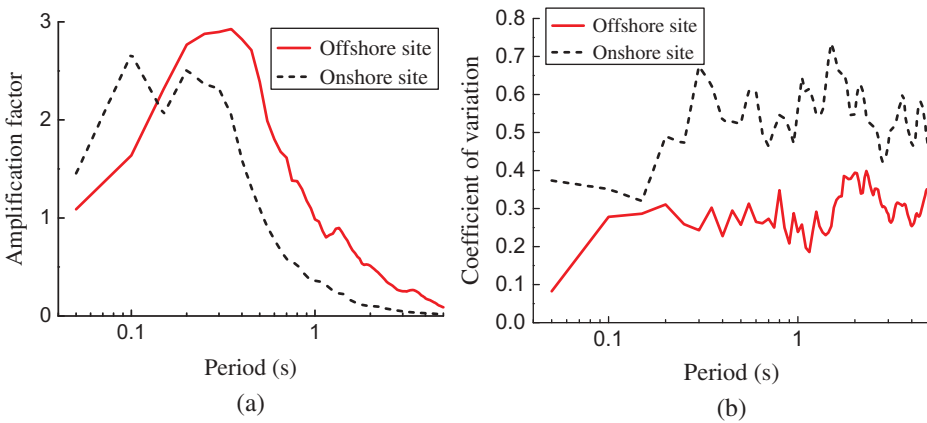 3
2
1
0
Amplification factor
Offshore site
Onshore site
0.1
1
Period (s)
(a)
0.8
0.7
0.6
0.5
0.4
0.3
0.2
0.1
0.0
Coefficient of variation
Offshore site
Onshore site
0.1
1
Period (s)
(b)